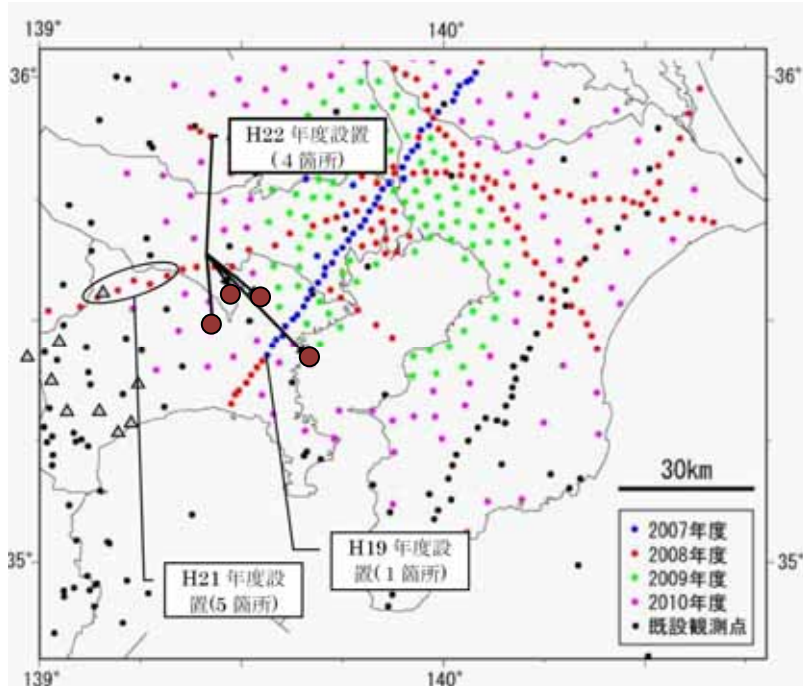 139°
140°
36°
36°
H22 年度設置
(4 箇所)
H19 年度設
置(1 箇所)
H21 年度設
置(5 箇所)
30km
2007年度
2008年度
2009年度
2010年度
既設観測点
35°
35°
139°
140°